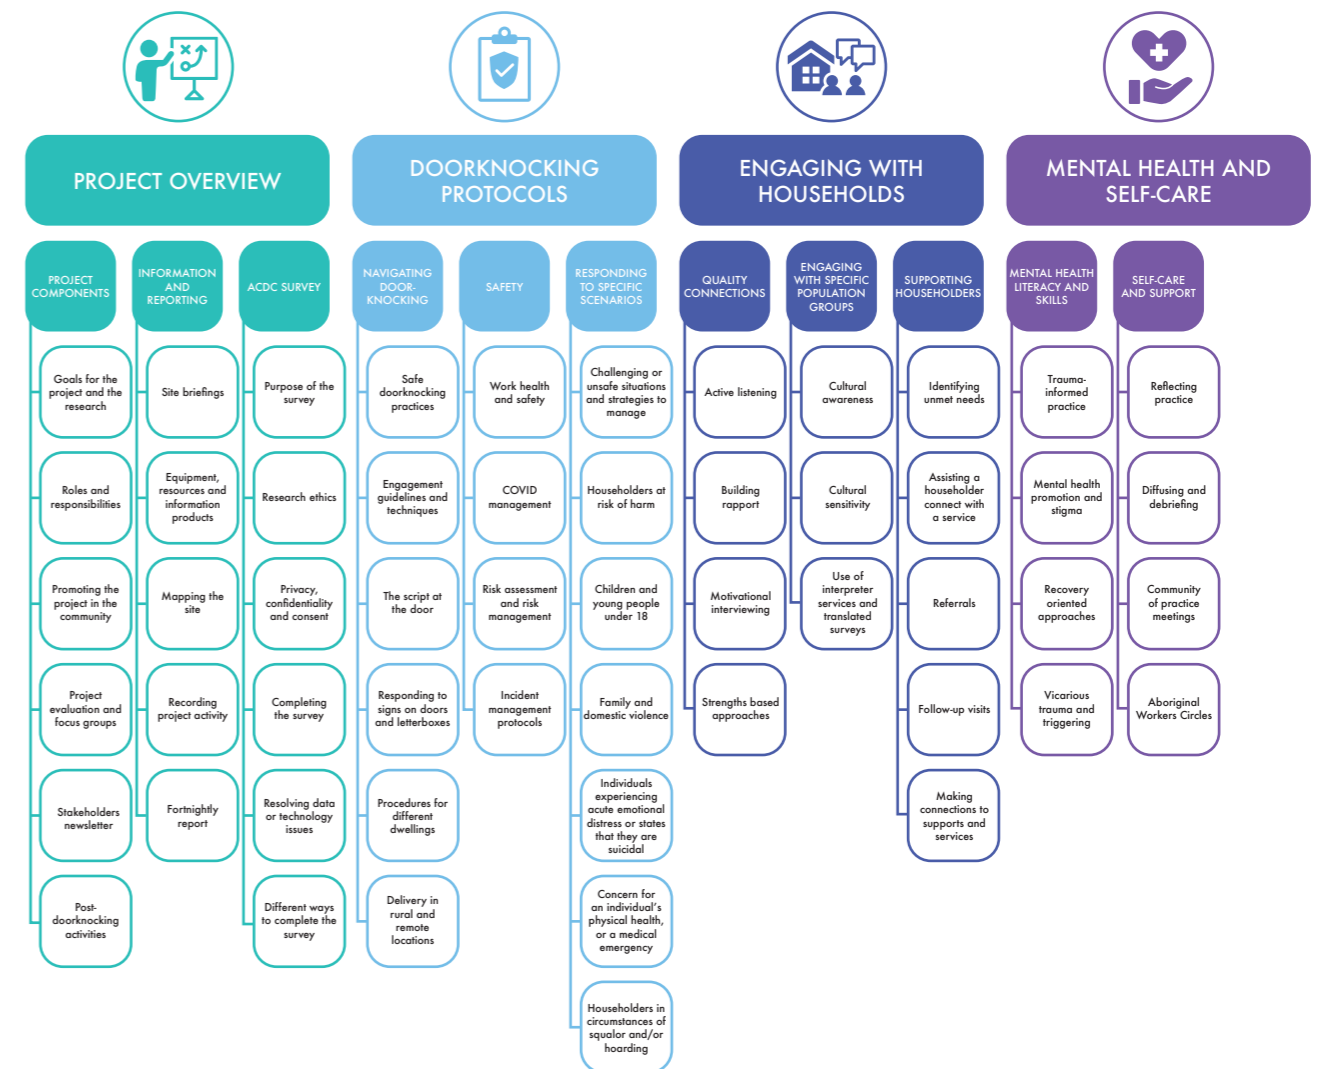 PROJECT OVERVIEW
PROJECT
COMPONENTS
Goals for the
project and the
research
Roles and
responsibilities
Promoting the
project in the
community
Project
evaluation and
focus groups
Stakeholders
newsletter
Post-
doorknocking
activities
INFORMATION
AND
REPORTING
Site briefings
Equipment,
resources and
information
products
Mapping the
site
Recording
project activity
Fortnightly
report
ACDC SURVEY
Purpose of the
survey
Research ethics
Privacy,
confidentiality
and consent
Completing
the survey
Resolving data
or technology
issues
Different ways
to complete the
survey
DOORKNOCKING
PROTOCOLS
NAVIGATING
DOOR-
KNOCKING
Safe
doorknocking
practices
Engagement
guidelines and
techniques
The script at
the door
Responding to
signs on doors
and letterboxes
Procedures for
different
dwellings
Delivery in
rural and
remote
locations
SAFETY
Work health
and safety
COVID
management
Risk assessment
and risk
management
Incident
management
protocols
RESPONDING
TO SPECIFIC
SCENARIOS
Challenging or
unsafe situations
and strategies to
manage
Householders at
risk of harm
Children and
young people
under 18
Family and
domestic violence
Individuals
experiencing
acute emotional
distress or states
that they are
suicidal
Concern for
an individual's
physical health,
or a medical
emergency
Householders in
circumstances of
squalor and/or
hoarding
ENGAGING WITH
HOUSEHOLDS
QUALITY
CONNECTIONS
Active listening
Building
rapport
Motivational
interviewing
Strengths based
approaches
ENGAGING
WITH SPECIFIC
POPULATION
GROUPS
Cultural
awareness
Cultural
sensitivity
Use of
interpreter
services and
translated
surveys
SUPPORTING
HOUSEHOLDERS
Identifying
unmet needs
Assisting a
householder
connect with
a service
Referrals
Follow-up visits
Making
connections to
supports and
services
MENTAL HEALTH AND
SELF-CARE
MENTAL HEALTH
LITERACY AND
SKILLS
Trauma-
informed
practice
Mental health
promotion and
stigma
Recovery
oriented
approaches
Vicarious
trauma and
triggering
SELF-CARE
AND SUPPORT
Reflecting
practice
Diffusing and
debriefing
Community
of practice
meetings
Aboriginal
Workers Circles